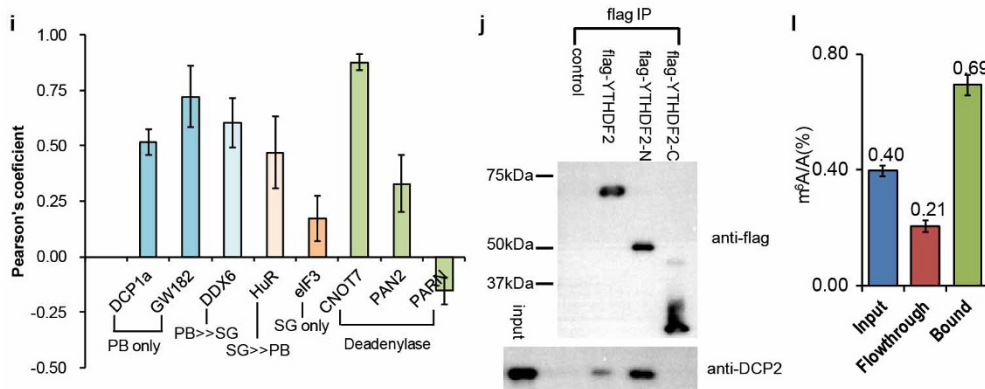 i
Pearson's coeficient
1.00
0.75
0.50
0.25
0.00
-0.25
-0.50
DCP1a
GW182
DDX6
HuR
eIF3
CNOT7
PAN2
PARN
PB only
PB>>SG
SG>>PB
SG only
Deadenylase
j
flag IP
control
flag-YTHDF2
flag-YTHDF2-N
flag-YTHDF2-C
75kDa
50kDa
37kDa
input
anti-flag
anti-DCP2
l
m⁶A/A(%)
0.80
0.40
0.00
0.40
0.21
0.69
Input
Flowthrough
Bound